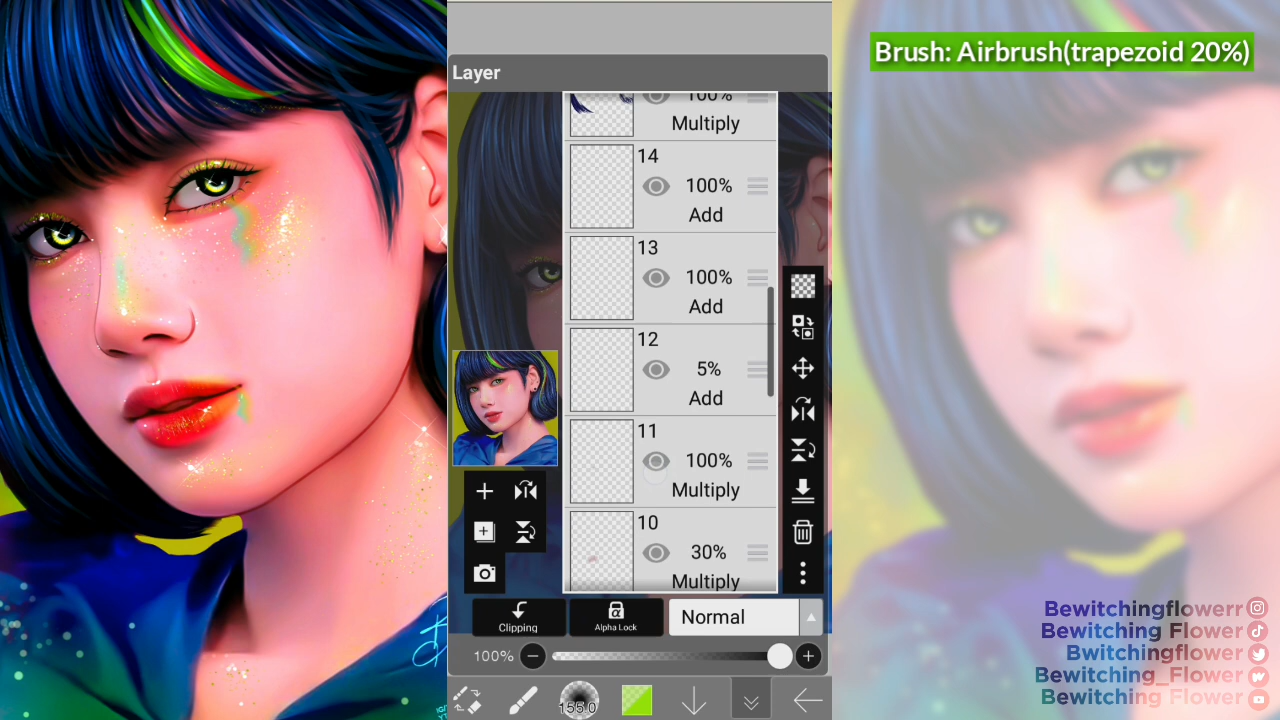 Layer
100%
Multiply
14
100%
Add
13
100%
Add
12
5%
Add
11
100%
Multiply
10
30%
Multiply
Clipping
α
Alpha Lock
Normal
100%
155.0
Brush: Airbrush(trapezoid 20%)
Bewitchingflowerr
Bewitching Flower
Bwitchingflower
Bewitching_Flower
Bewitching Flower